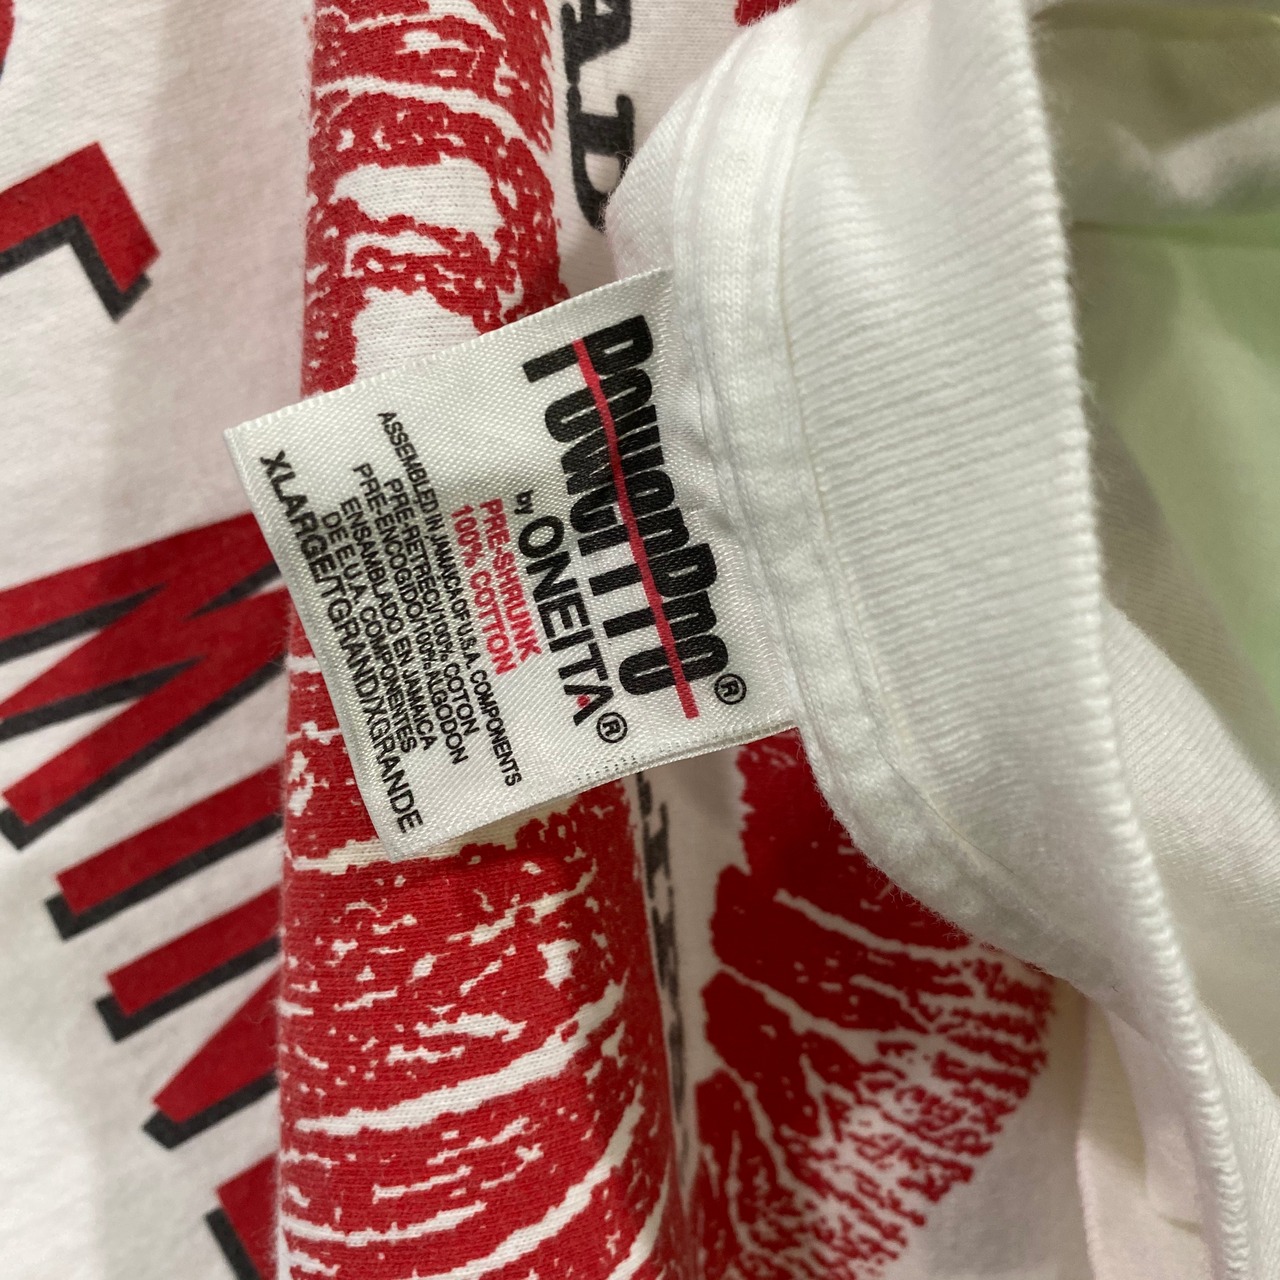 PowerPro®
by ONEITA®
PRE-SHRUNK
100% COTTON
ASSEMBLED IN JAMAICA OF U.S.A. COMPONENTS
PRE-RETRECI/100% COTON
PRE-ENCOGIDO/100% ALGODON
ENSAMBLADO EN JAMAICA
DE E.U.A. COMPONENTES
XLARGE/TGRAND/XGRANDE